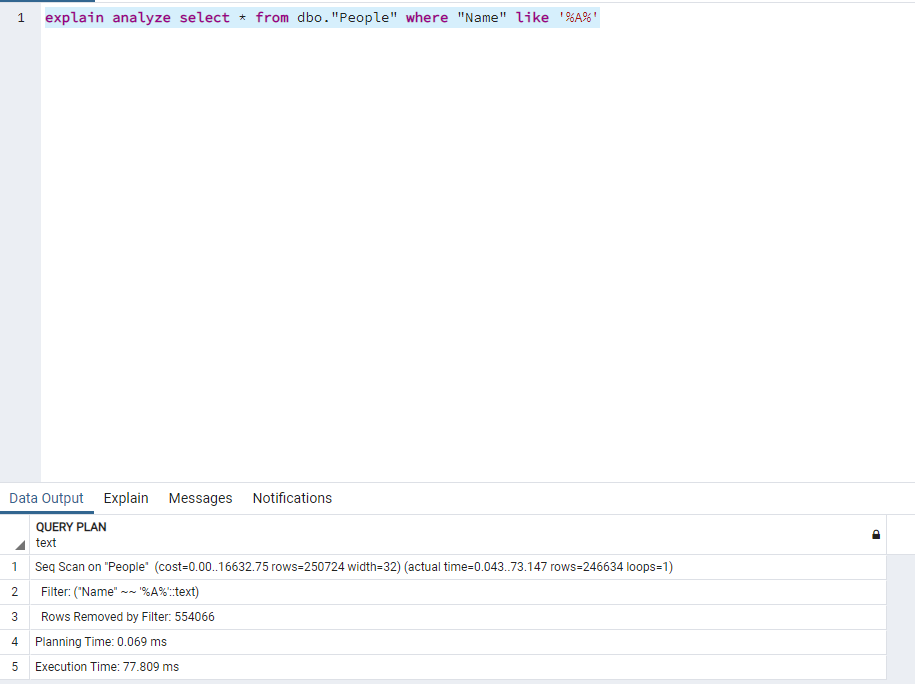 1 explain analyze select * from dbo."People" where "Name" like '%A%'
Data Output Explain Messages Notifications
QUERY PLAN
text
1 Seq Scan on "People" (cost=0.00..16632.75 rows=250724 width=32) (actual time=0.043..73.147 rows=246634 loops=1)
2 Filter: ("Name" ~~ '%A%'::text)
3 Rows Removed by Filter: 554066
4 Planning Time: 0.069 ms
5 Execution Time: 77.809 ms